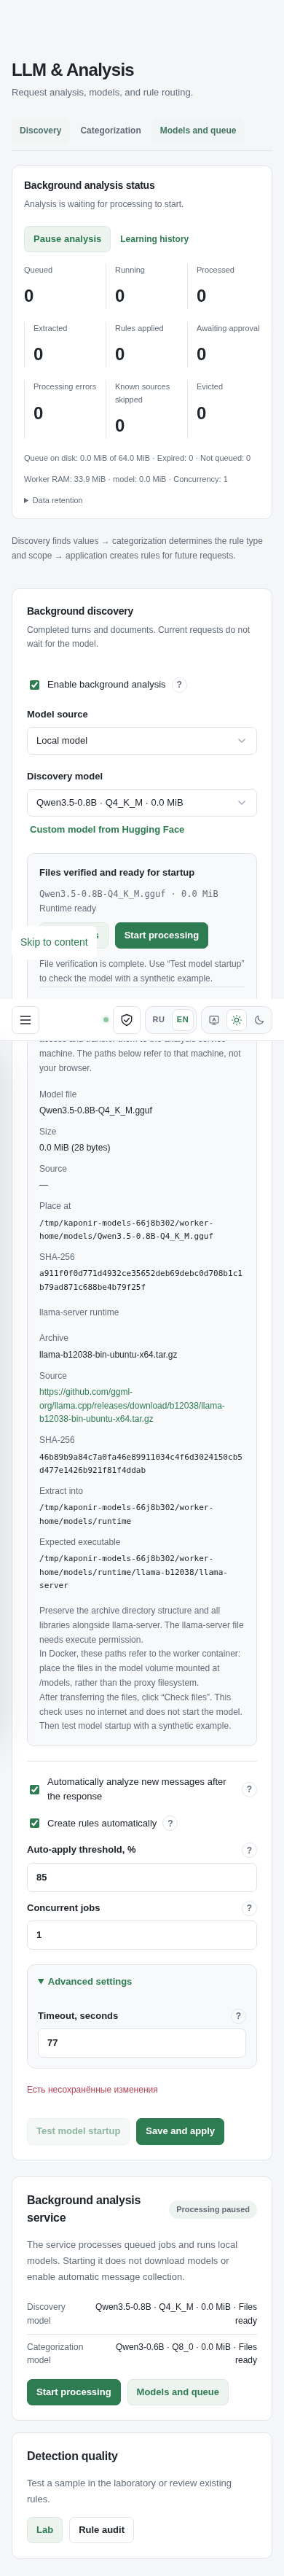 LLM & Analysis
Request analysis, models, and rule routing.
Discovery Categorization Models and queue
Background analysis status
Analysis is waiting for processing to start.
Pause analysis Learning history
Queued Running Processed
0 0 0
Extracted Rules applied Awaiting approval
0 0 0
Processing errors Known sources skipped Evicted
0 0 0
Queue on disk: 0.0 MiB of 64.0 MiB · Expired: 0 · Not queued: 0
Worker RAM: 33.9 MiB · model: 0.0 MiB · Concurrency: 1
Data retention
Discovery finds values → categorization determines the rule type
and scope → application creates rules for future requests.
Background discovery
Completed turns and documents. Current requests do not
wait for the model.
Enable background analysis ?
Model source
Local model
Discovery model
Qwen3.5-0.8B · Q4_K_M · 0.0 MiB
Custom model from Hugging Face
Files verified and ready for startup
Qwen3.5-0.8B-Q4_K_M.gguf · 0.0 MiB
Runtime ready
Start processing
Skip to content
File verification is complete. Use “Test model startup”
to check the model with a synthetic example.
RU EN
machine. The paths below refer to that machine, not
your browser.
Model file
Qwen3.5-0.8B-Q4_K_M.gguf
Size
0.0 MiB (28 bytes)
Source
—
Place at
/tmp/kaponir-models-66j8b302/worker-
home/models/Qwen3.5-0.8B-Q4_K_M.gguf
SHA-256
a911f0f0d771d4932ce35652deb69debc0d708b1c1
b79ad871c688be4b79f25f
llama-server runtime
Archive
llama-b12038-bin-ubuntu-x64.tar.gz
Source
https://github.com/ggml-
org/llama.cpp/releases/download/b12038/llama-
b12038-bin-ubuntu-x64.tar.gz
SHA-256
46b89b9a84c7a0fa46e89911034c4f6d3024150cb5
d477e1426b921f81f4ddab
Extract into
/tmp/kaponir-models-66j8b302/worker-
home/models/runtime
Expected executable
/tmp/kaponir-models-66j8b302/worker-
home/models/runtime/llama-b12038/llama-
server
Preserve the archive directory structure and all
libraries alongside llama-server. The llama-server file
needs execute permission.
In Docker, these paths refer to the worker container:
place the files in the model volume mounted at
/models, rather than the proxy filesystem.
After transferring the files, click “Check files”. This
check uses no internet and does not start the model.
Then test model startup with a synthetic example.
Automatically analyze new messages after
the response ?
Create rules automatically ?
Auto-apply threshold, % ?
85
Concurrent jobs ?
1
Advanced settings
Timeout, seconds ?
77
Есть несохранённые изменения
Test model startup Save and apply
Background analysis
service
Processing paused
The service processes queued jobs and runs local
models. Starting it does not download models or
enable automatic message collection.
Discovery model Qwen3.5-0.8B · Q4_K_M · 0.0 MiB · Files ready
Categorization model Qwen3-0.6B · Q8_0 · 0.0 MiB · Files ready
Start processing Models and queue
Detection quality
Test a sample in the laboratory or review existing
rules.
Lab Rule audit